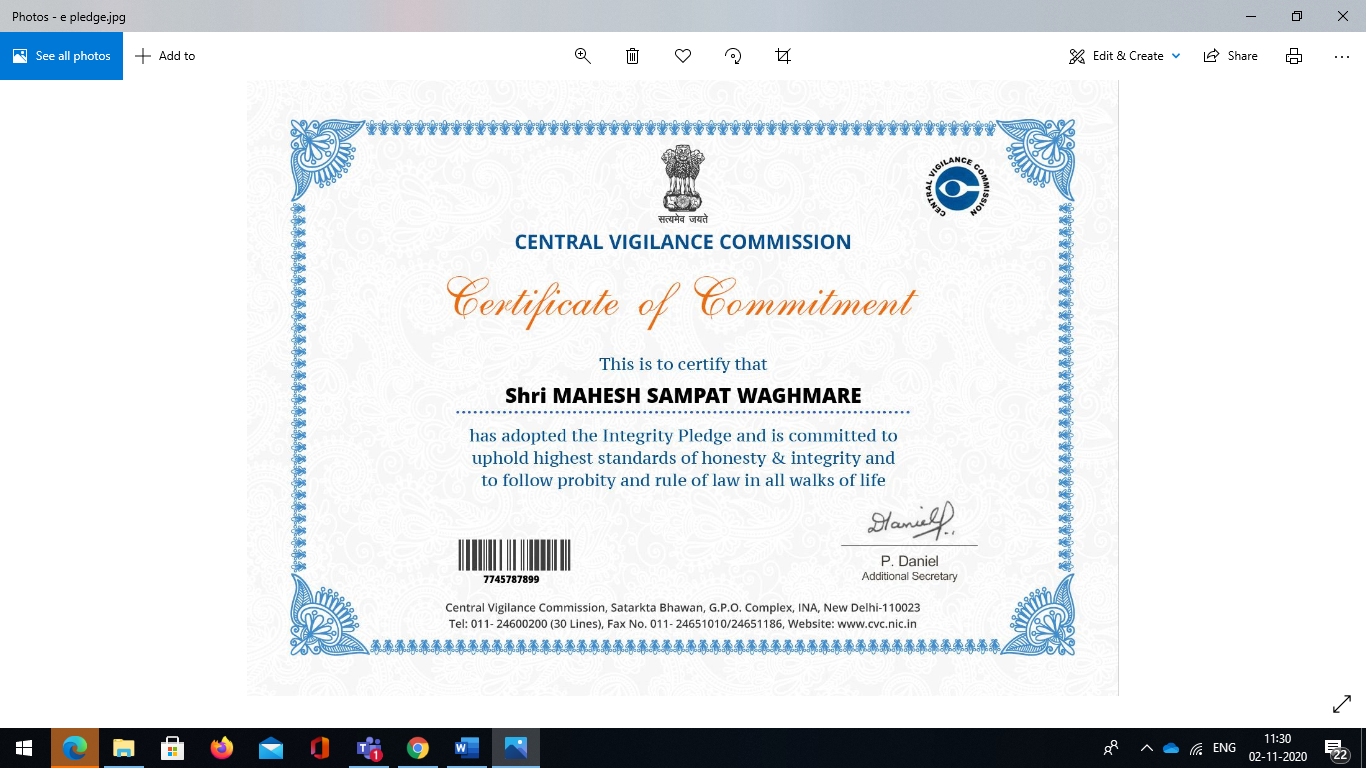 Photos - e pledge.jpg
See all photos
Add to
Edit & Create
Share
सत्यमेव जयते
CENTRAL VIGILANCE COMMISSION
CENTRAL VIGILANCE COMMISSION
Certificate of Commitment
This is to certify that
Shri MAHESH SAMPAT WAGHMARE
has adopted the Integrity Pledge and is committed to
uphold highest standards of honesty & integrity and
to follow probity and rule of law in all walks of life
DHanielP..
P. Daniel
Additional Secretary
7745787899
Central Vigilance Commission, Satarkta Bhawan, G.P.O. Complex, INA, New Delhi-110023
Tel: 011- 24600200 (30 Lines), Fax No. 011- 24651010/24651186, Website: www.cvc.nic.in
1
W
ENG
11:30
02-11-2020
22